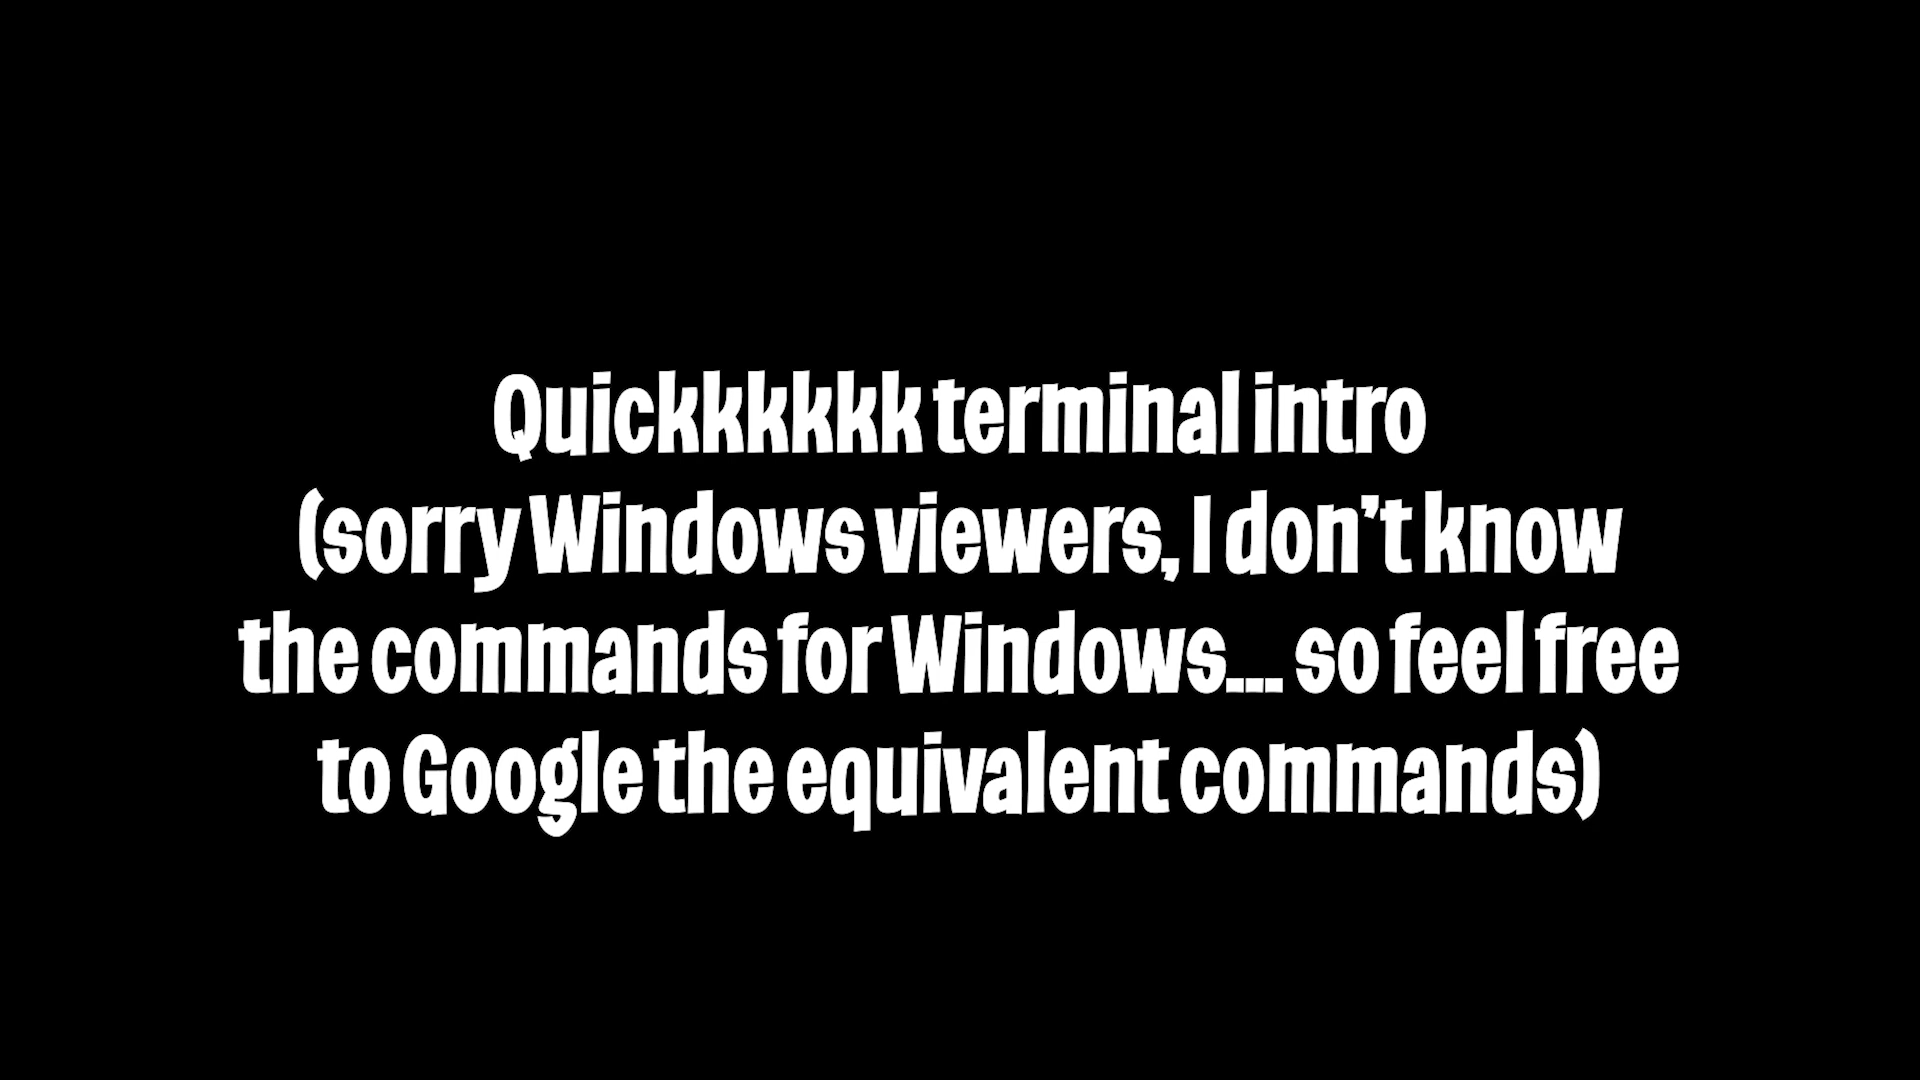 Quickkkkkk terminal intro
(sorry Windows viewers, I don’t know
the commands for Windows... so feel free
to Google the equivalent commands)